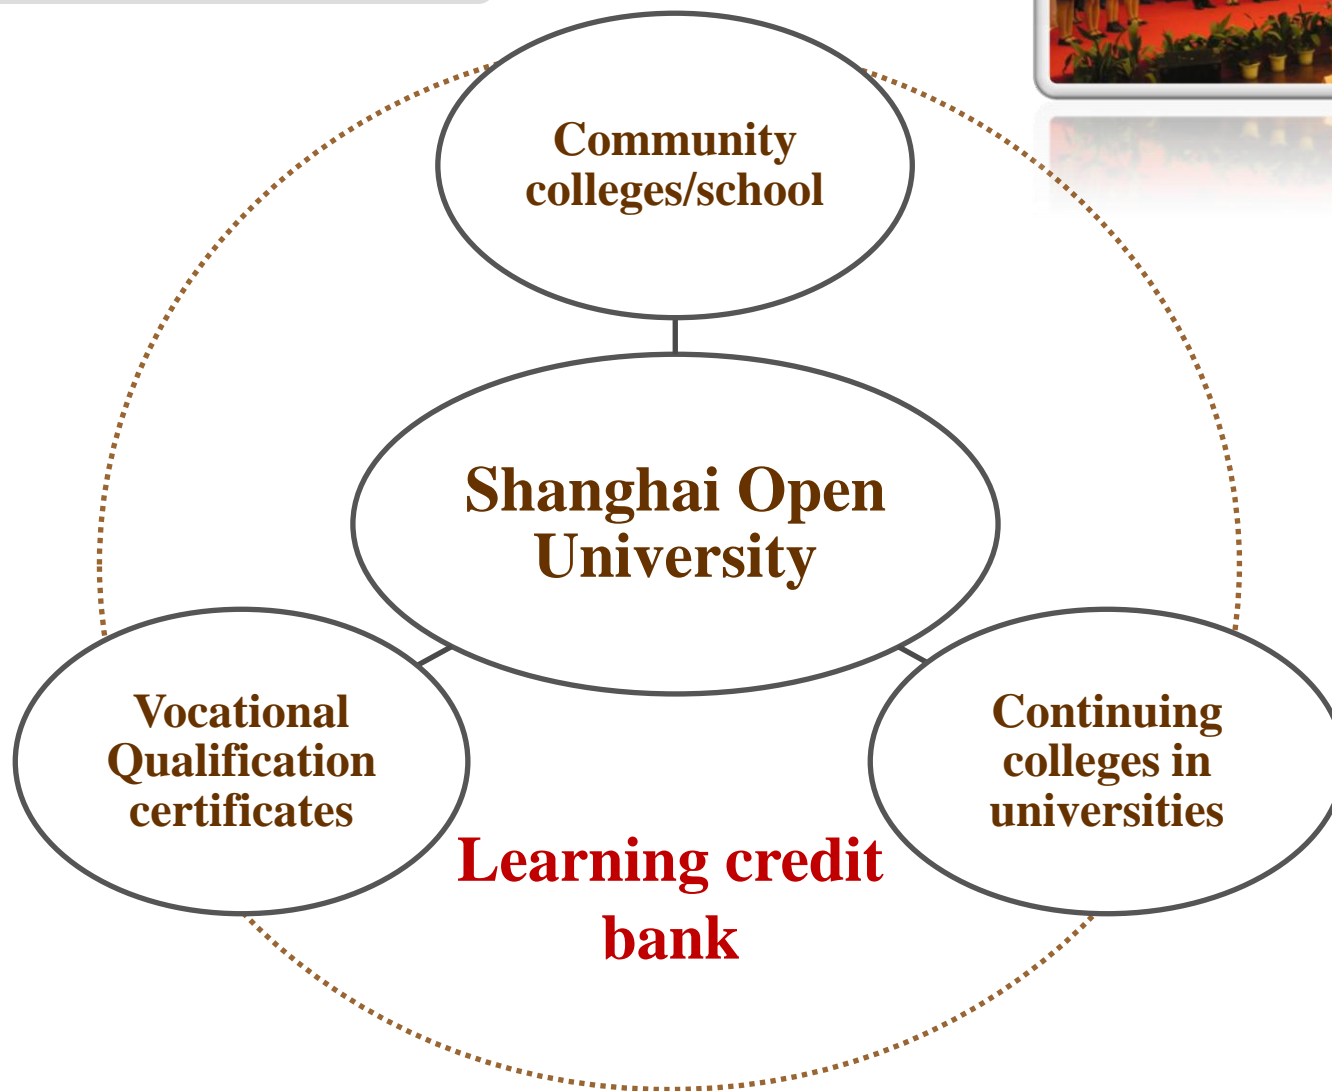 Community
colleges/school
Shanghai Open
University
Vocational
Qualification
certificates
Continuing
colleges in
universities
Learning credit
bank